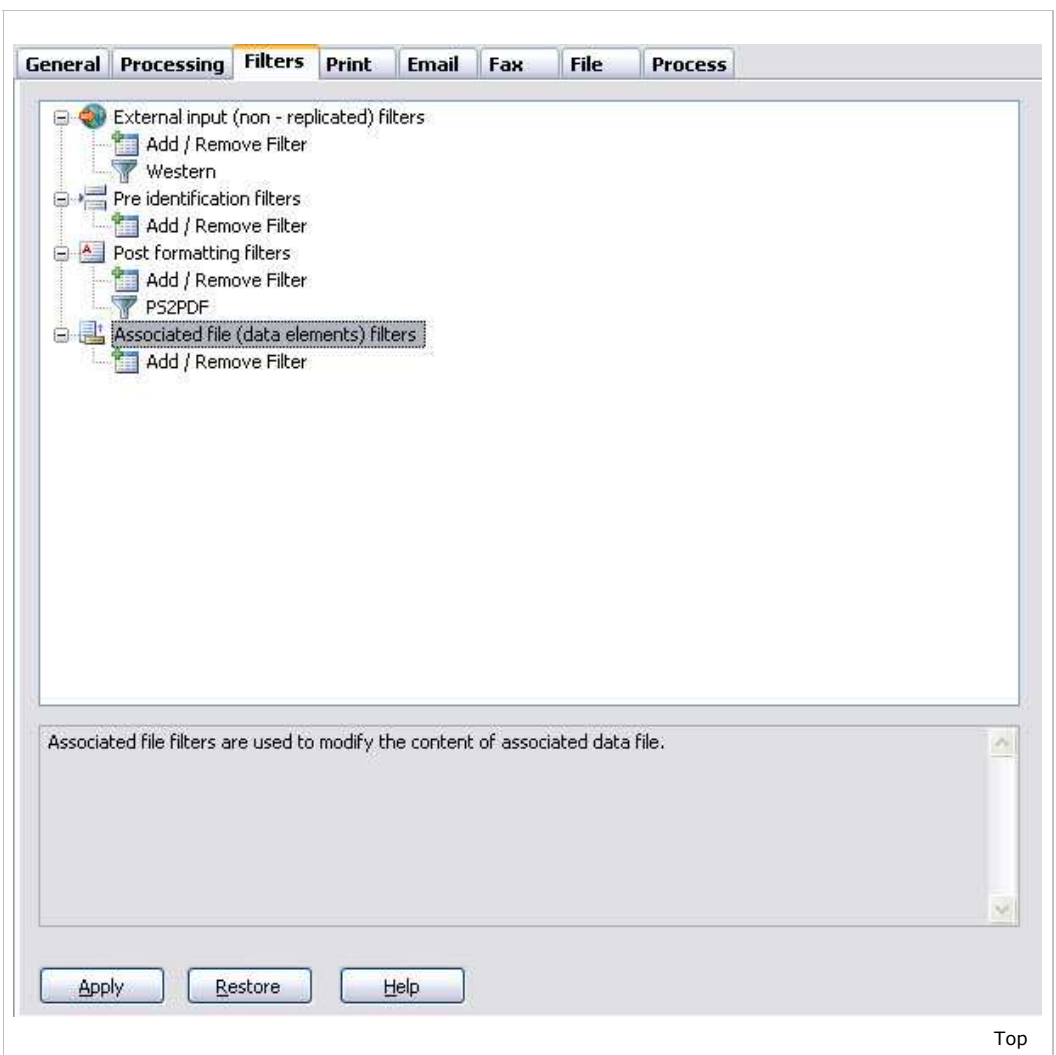 General Processing Filters Print Email Fax File Process
External input (non - replicated) filters
Add / Remove Filter
Western
Pre identification filters
Add / Remove Filter
Post formatting filters
Add / Remove Filter
PS2PDF
Associated file (data elements) filters
Add / Remove Filter
Associated file filters are used to modify the content of associated data file.
Apply Restore Help
Top